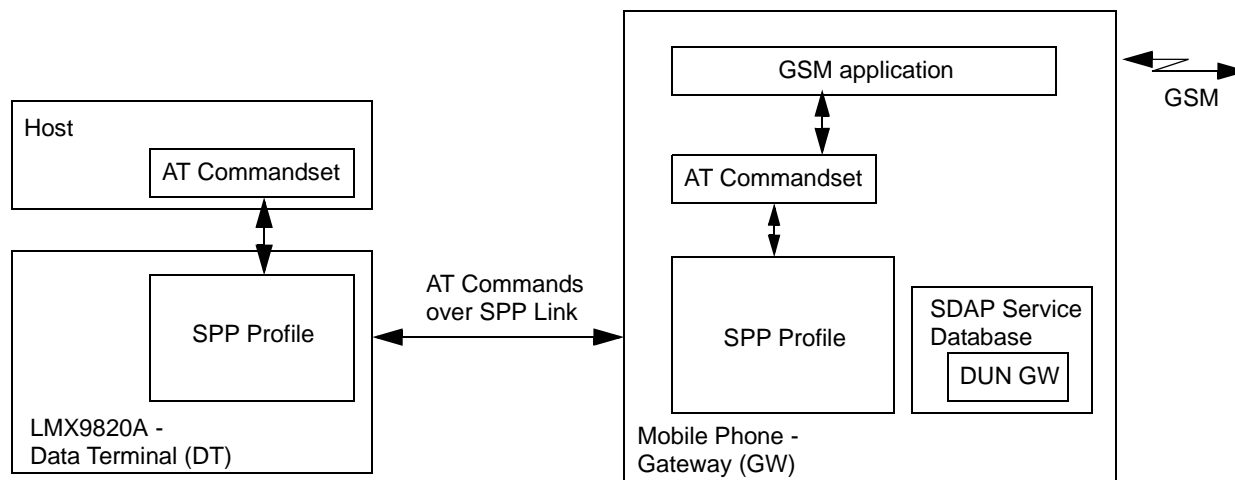 Host
AT Commandset
SPP Profile
LMX9820A -
Data Terminal (DT)
AT Commands
over SPP Link
GSM application
AT Commandset
SPP Profile
SDAP Service
Database
DUN GW
Mobile Phone -
Gateway (GW)
GSM